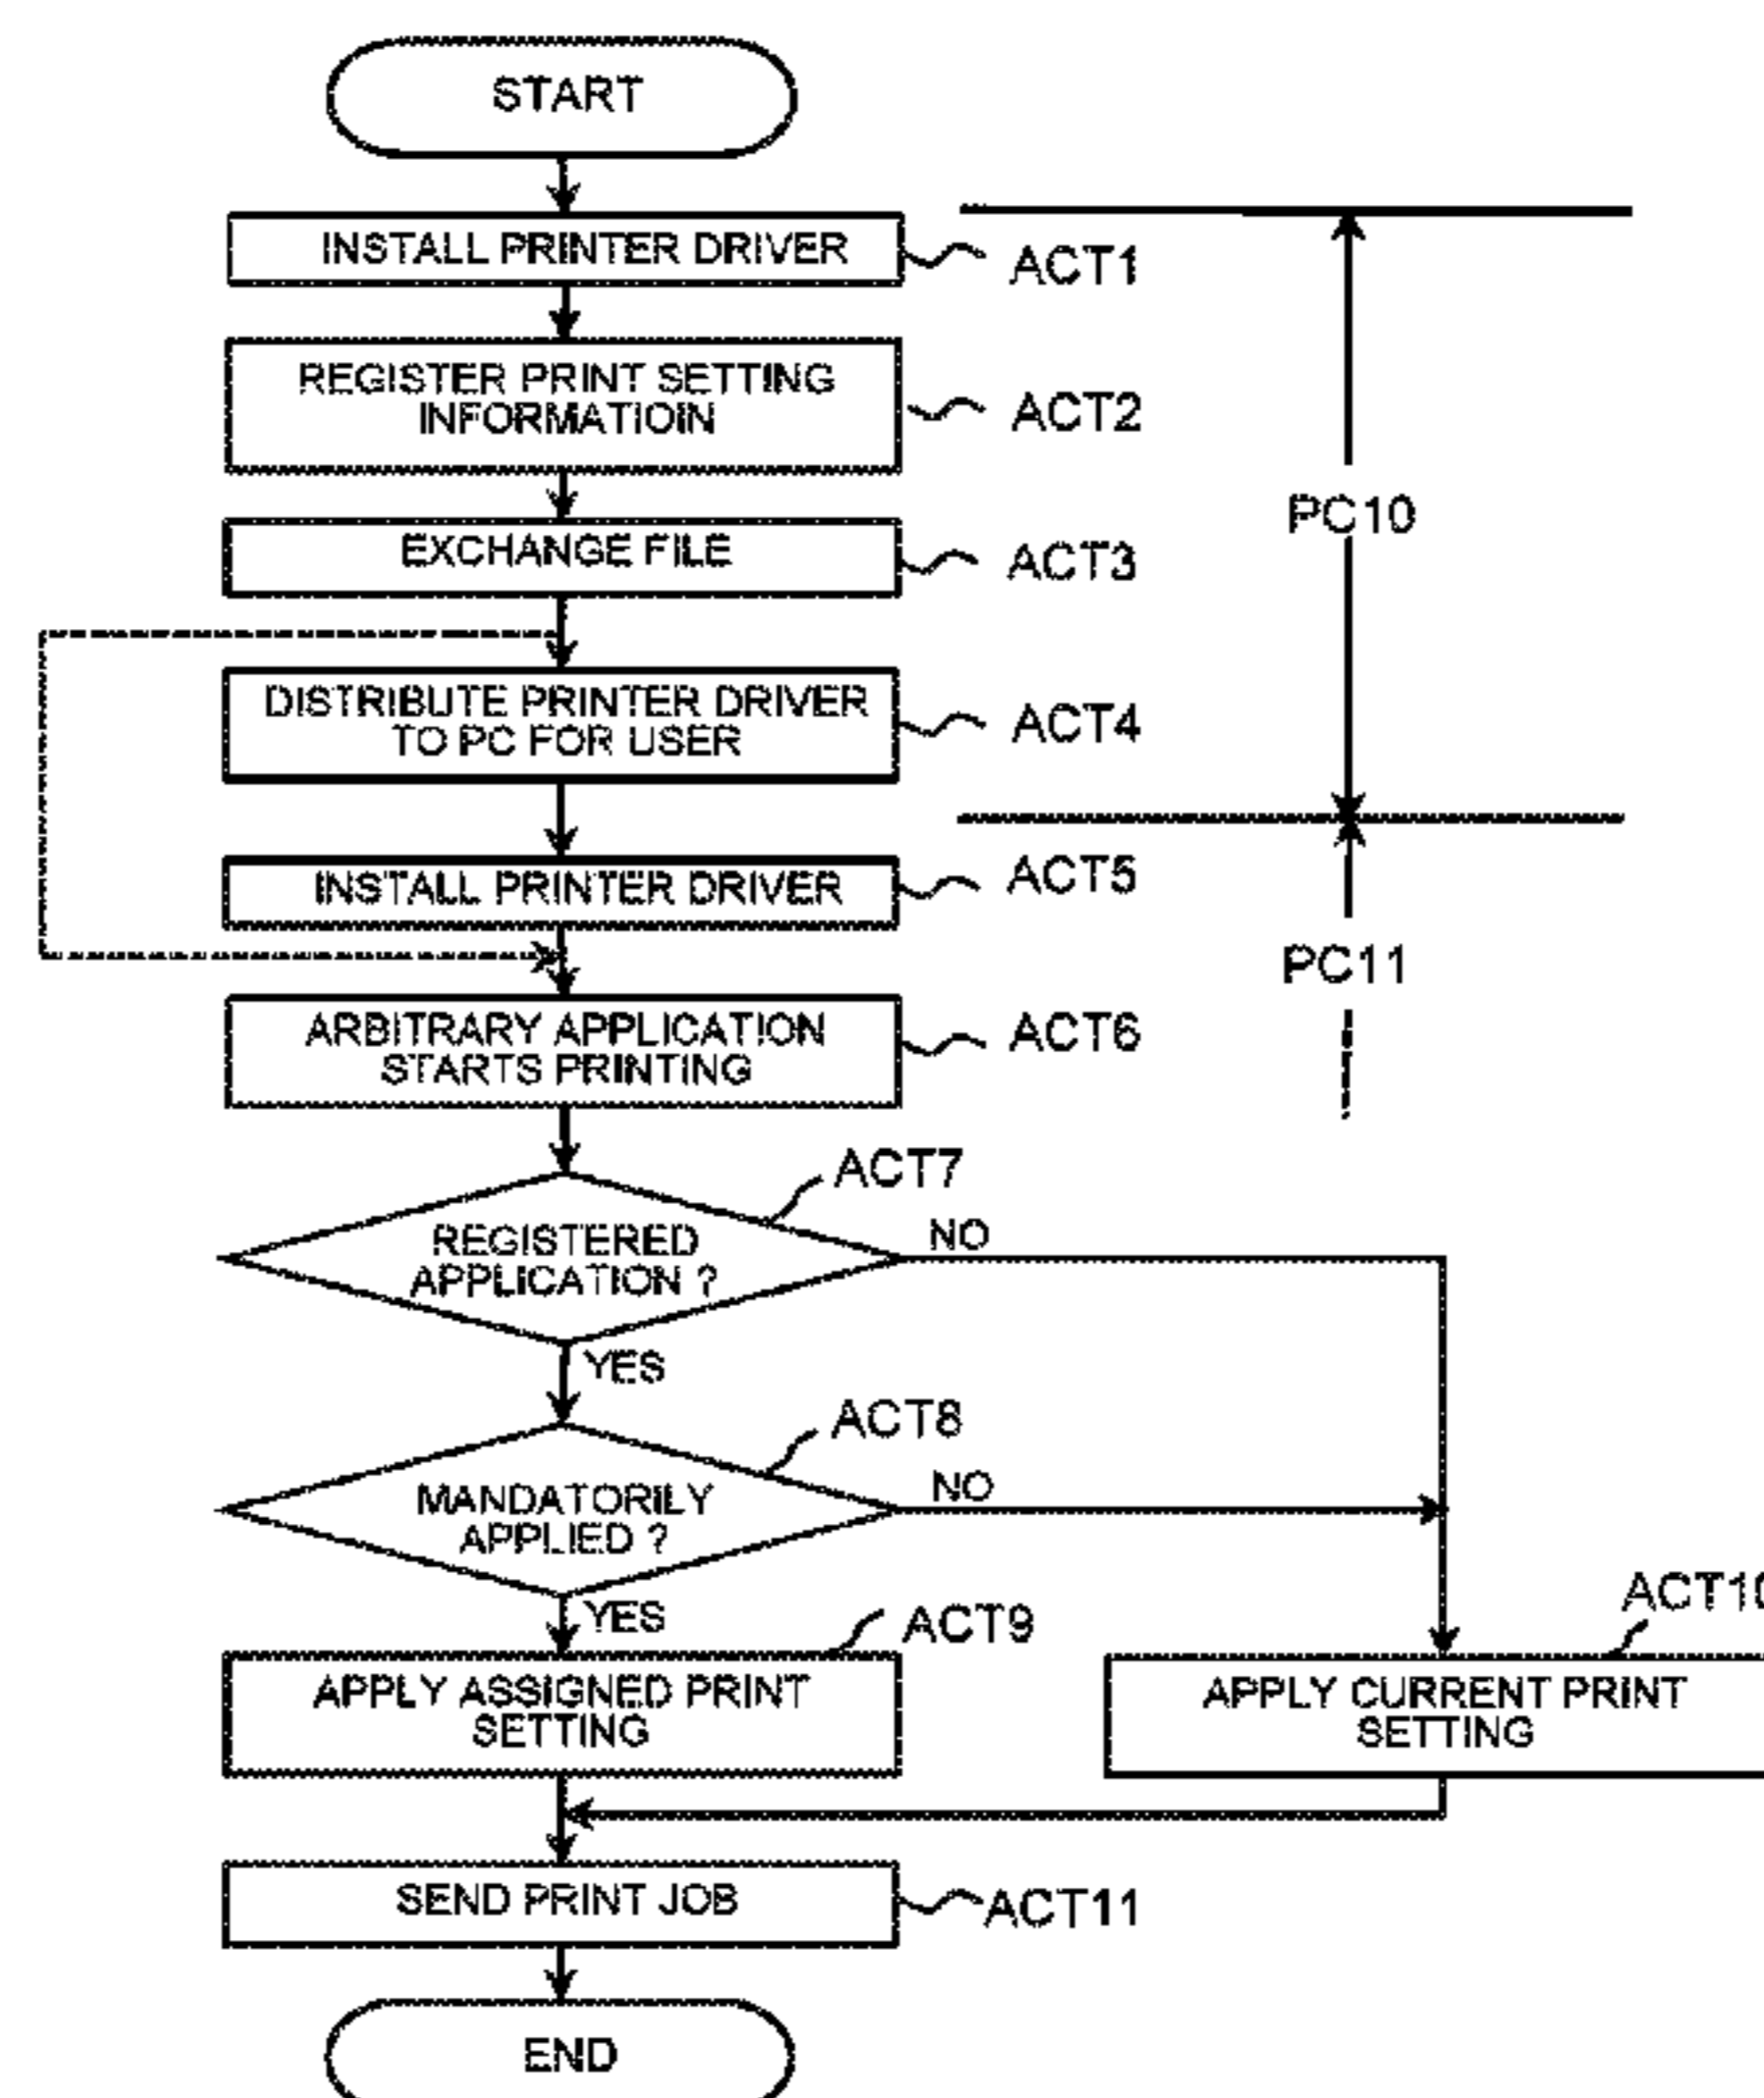 START
INSTALL PRINTER DRIVER
ACT1
REGISTER PRINT SETTING
INFORMATIOIN
ACT2
EXCHANGE FILE
ACT3
PC10
DISTRIBUTE PRINTER DRIVER
TO PC FOR USER
ACT4
INSTALL PRINTER DRIVER
ACT5
PC11
ARBITRARY APPLICATION
STARTS PRINTING
ACT6
ACT7
REGISTERED
APPLICATION ?
NO
YES
ACT8
MANDATORILY
APPLIED ?
NO
YES
ACT9
APPLY ASSIGNED PRINT
SETTING
ACT10
APPLY CURRENT PRINT
SETTING
SEND PRINT JOB
ACT11
END